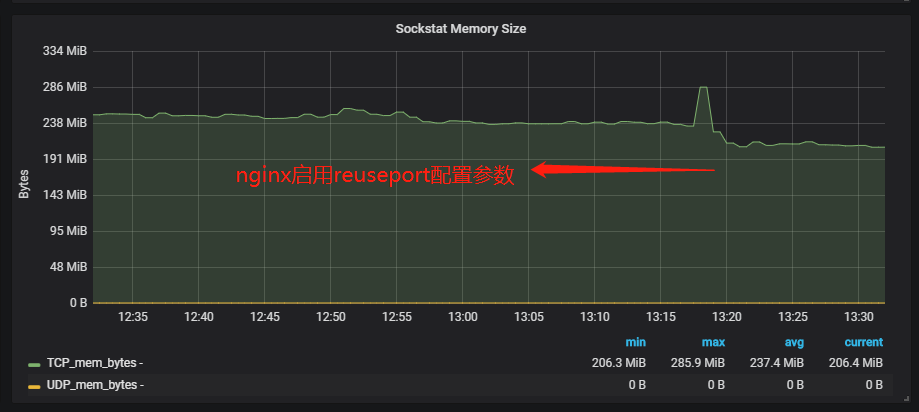 Sockstat Memory Size
334 MiB
286 MiB
238 MiB
191 MiB
143 MiB
95 MiB
48 MiB
0 B
Bytes
nginx启用reuseport配置参数
12:35 12:40 12:45 12:50 12:55 13:00 13:05 13:10 13:15 13:20 13:25 13:30
min max avg current
TCP_mem_bytes - 206.3 MiB 285.9 MiB 237.4 MiB 206.4 MiB
UDP_mem_bytes - 0 B 0 B 0 B 0 B